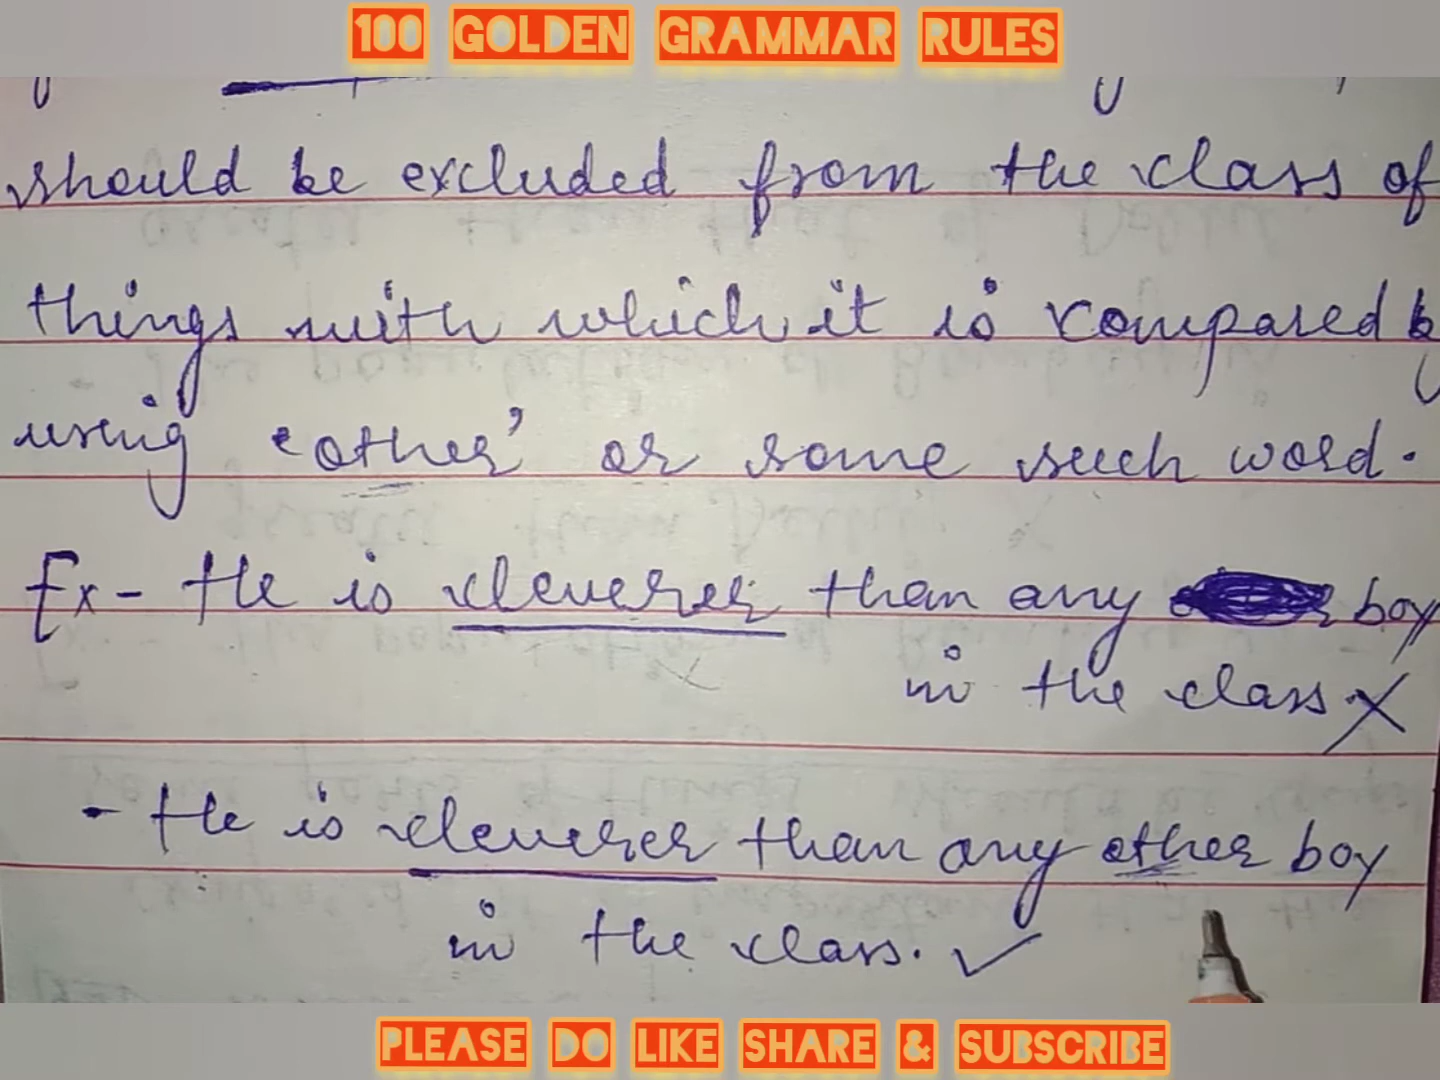 100 GOLDEN GRAMMAR RULES
should be excluded from the class of
things with which it is compared
using 'other' or some such word.
Ex - He is cleverer than any boy
in the class X
- He is cleverer than any other boy
in the class. ✓
PLEASE DO LIKE SHARE & SUBSCRIBE